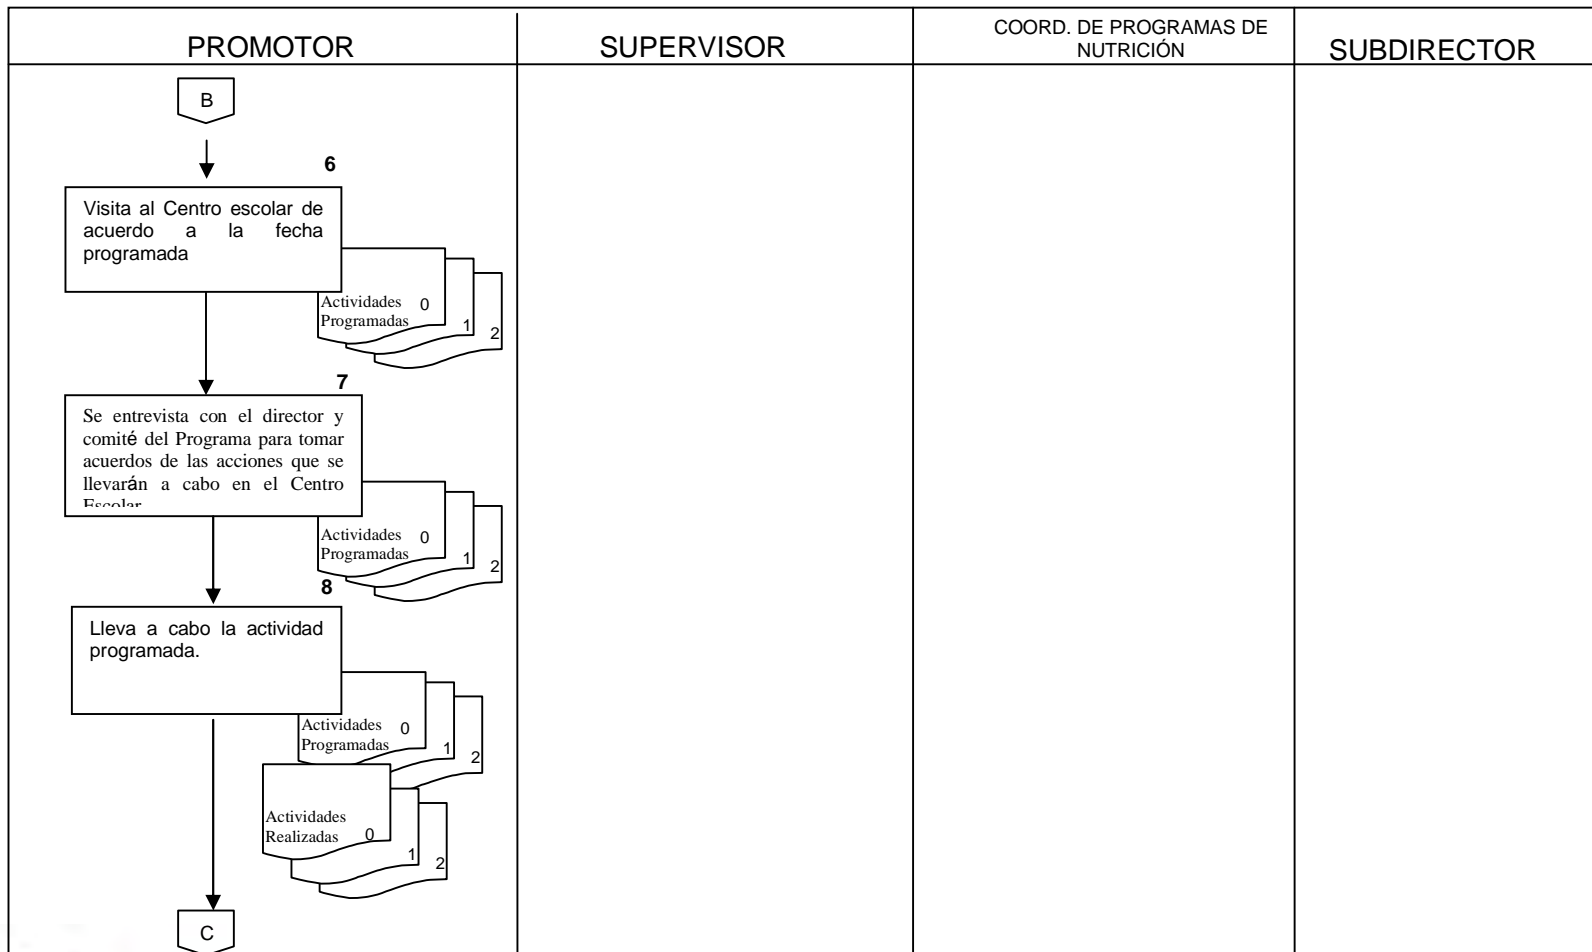 PROMOTOR
SUPERVISOR
COORD. DE PROGRAMAS DE
NUTRICIÓN
SUBDIRECTOR
B
6
Visita al Centro escolar de
acuerdo a la fecha
programada
Actividades 0
Programadas
1
2
7
Se entrevista con el director y
comité del Programa para tomar
acuerdos de las acciones que se
llevarán a cabo en el Centro
Escolar
Actividades 0
Programadas
1
2
8
Lleva a cabo la actividad
programada.
Actividades 0
Programadas
1
2
Actividades
Realizadas 0
1
2
C